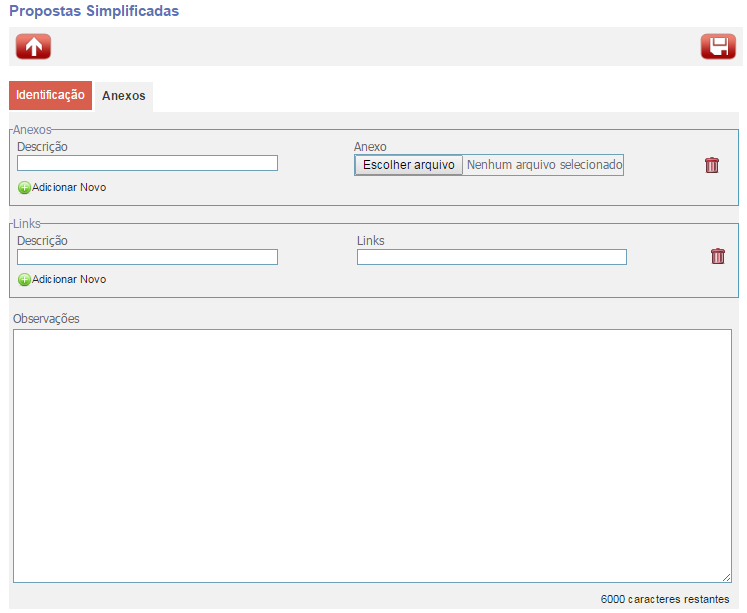 Propostas Simplificadas
Identificação Anexos
Anexos
Descrição Anexo
Escolher arquivo Nenhum arquivo selecionado
Adicionar Novo
Links
Descrição Links
Adicionar Novo
Observações
6000 caracteres restantes